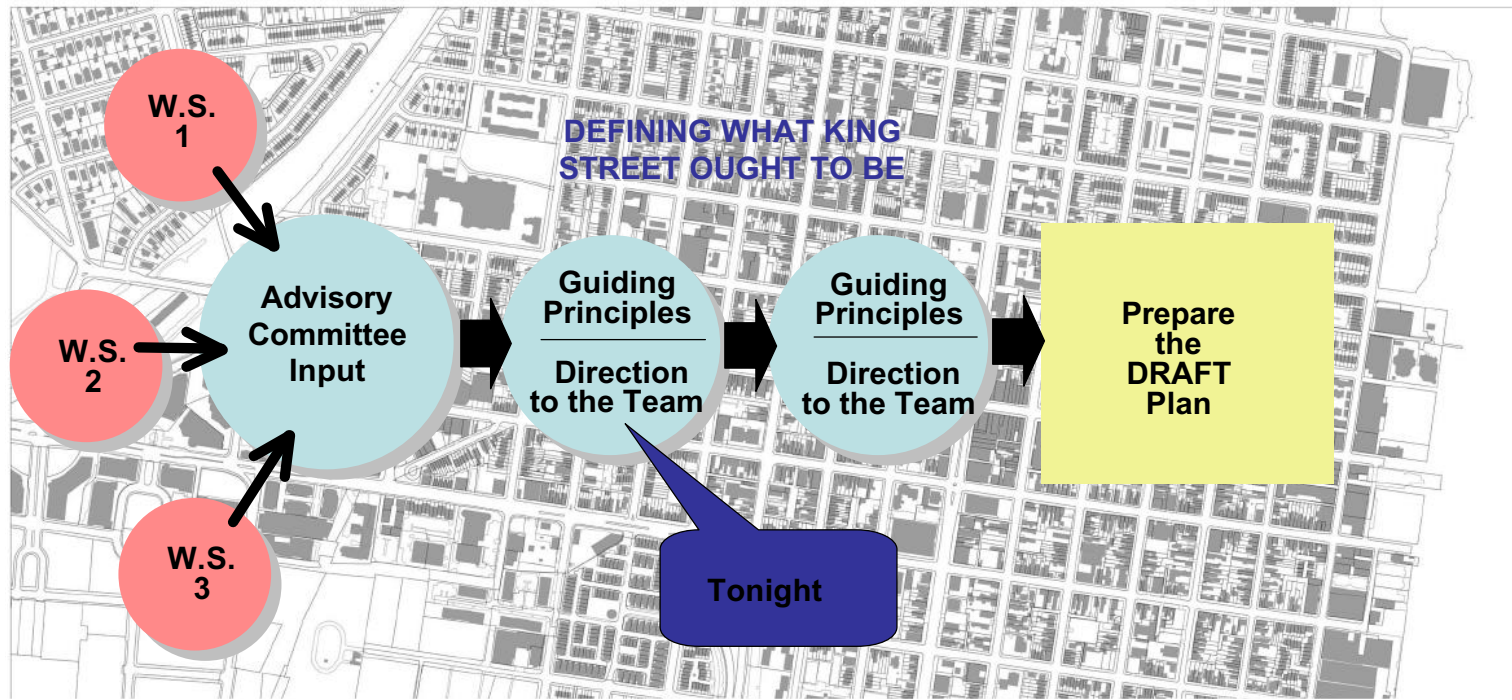 W.S.
1
DEFINING WHAT KING
STREET OUGHT TO BE
W.S.
2
W.S.
3
Advisory
Committee
Input
Guiding
Principles
Direction
to the Team
Guiding
Principles
Direction
to the Team
Prepare
the
DRAFT
Plan
Tonight